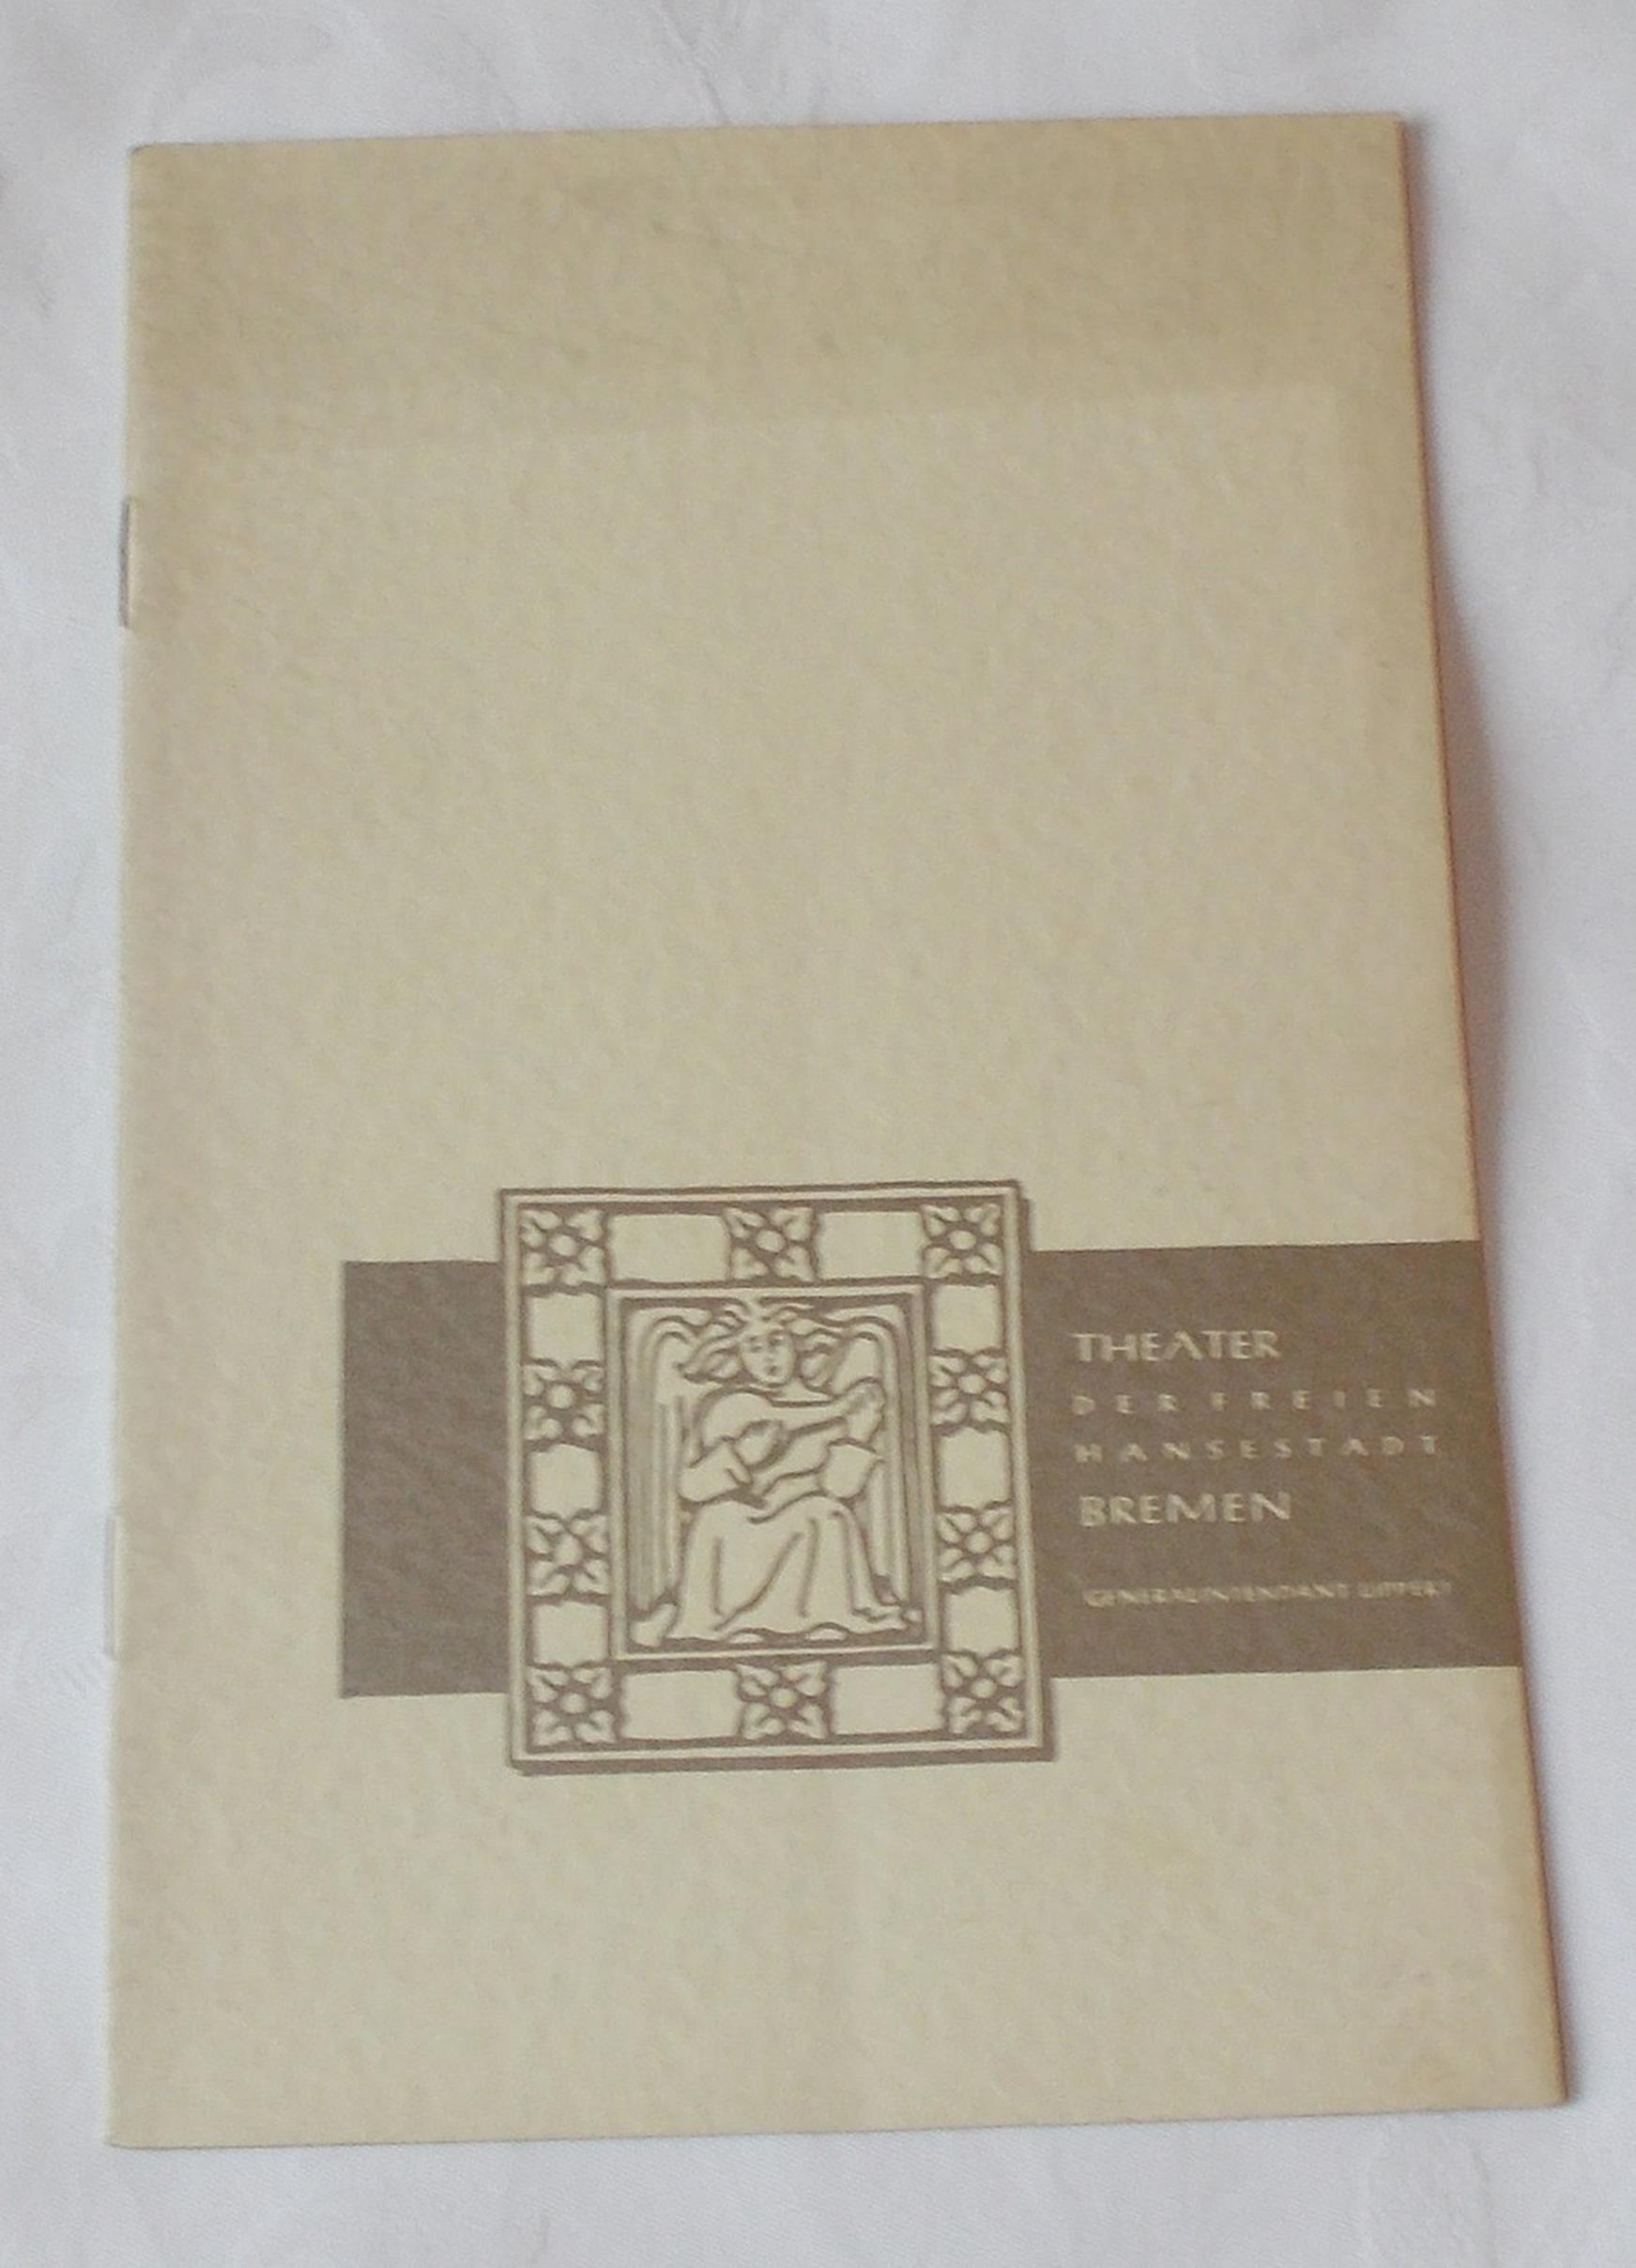 THEATER
DER FREIEN
HANSESTADT
BREMEN
GENERALINTENDANT LIPPERT